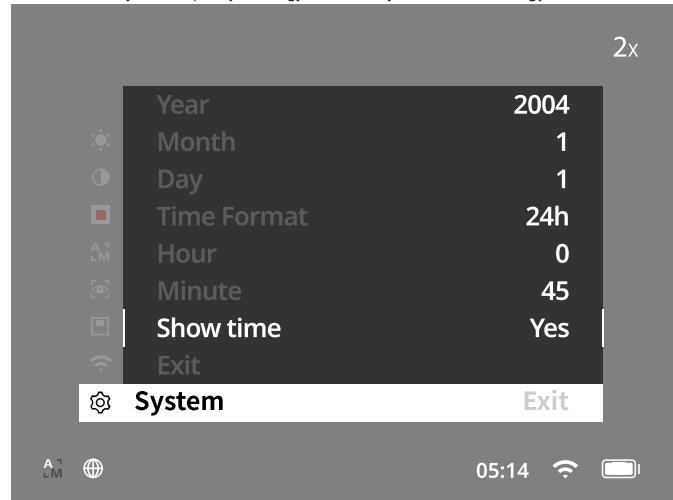 2x
Year 2004
Month 1
Day 1
Time Format 24h
Hour 0
Minute 45
Show time Yes
Exit
System Exit
A M 05:14